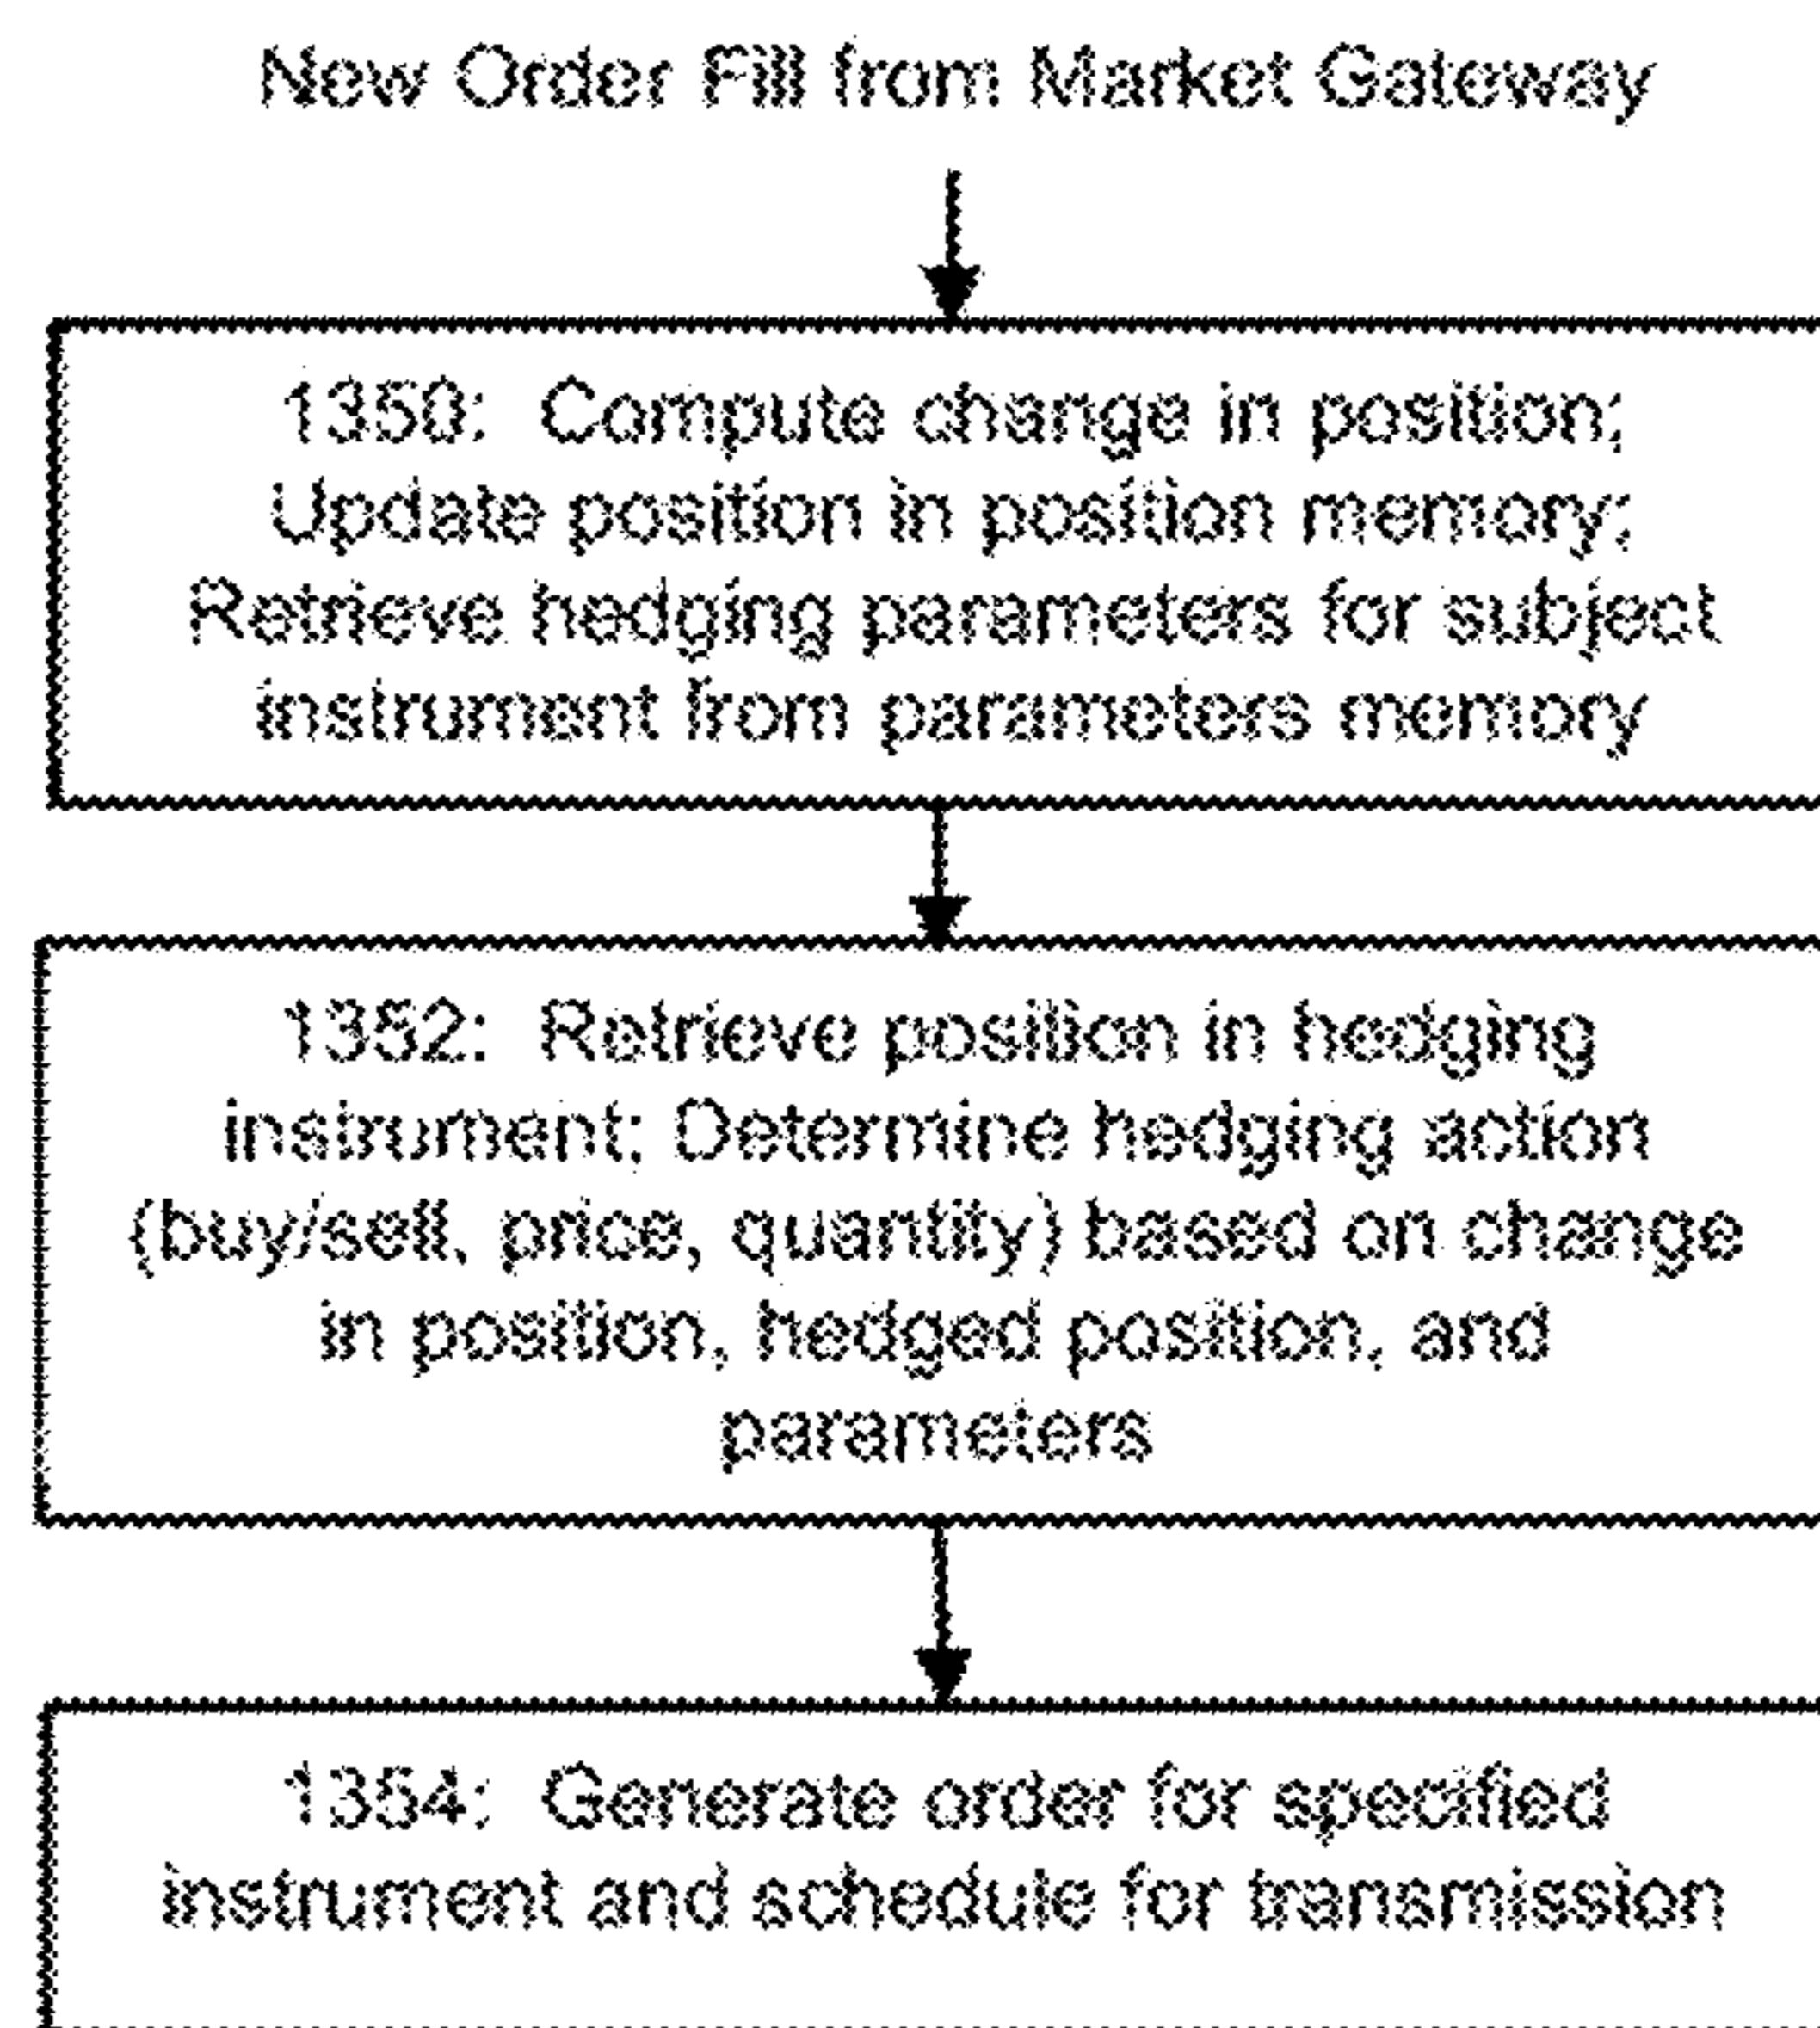 New Order Fill from Market Gateway
1350: Compute change in position;
Update position in position memory;
Retrieve hedging parameters for subject
instrument from parameters memory
1352: Retrieve position in hedging
instrument; Determine hedging action
(buy/sell, price, quantity) based on change
in position, hedged position, and
parameters
1354: Generate order for specified
instrument and schedule for transmission